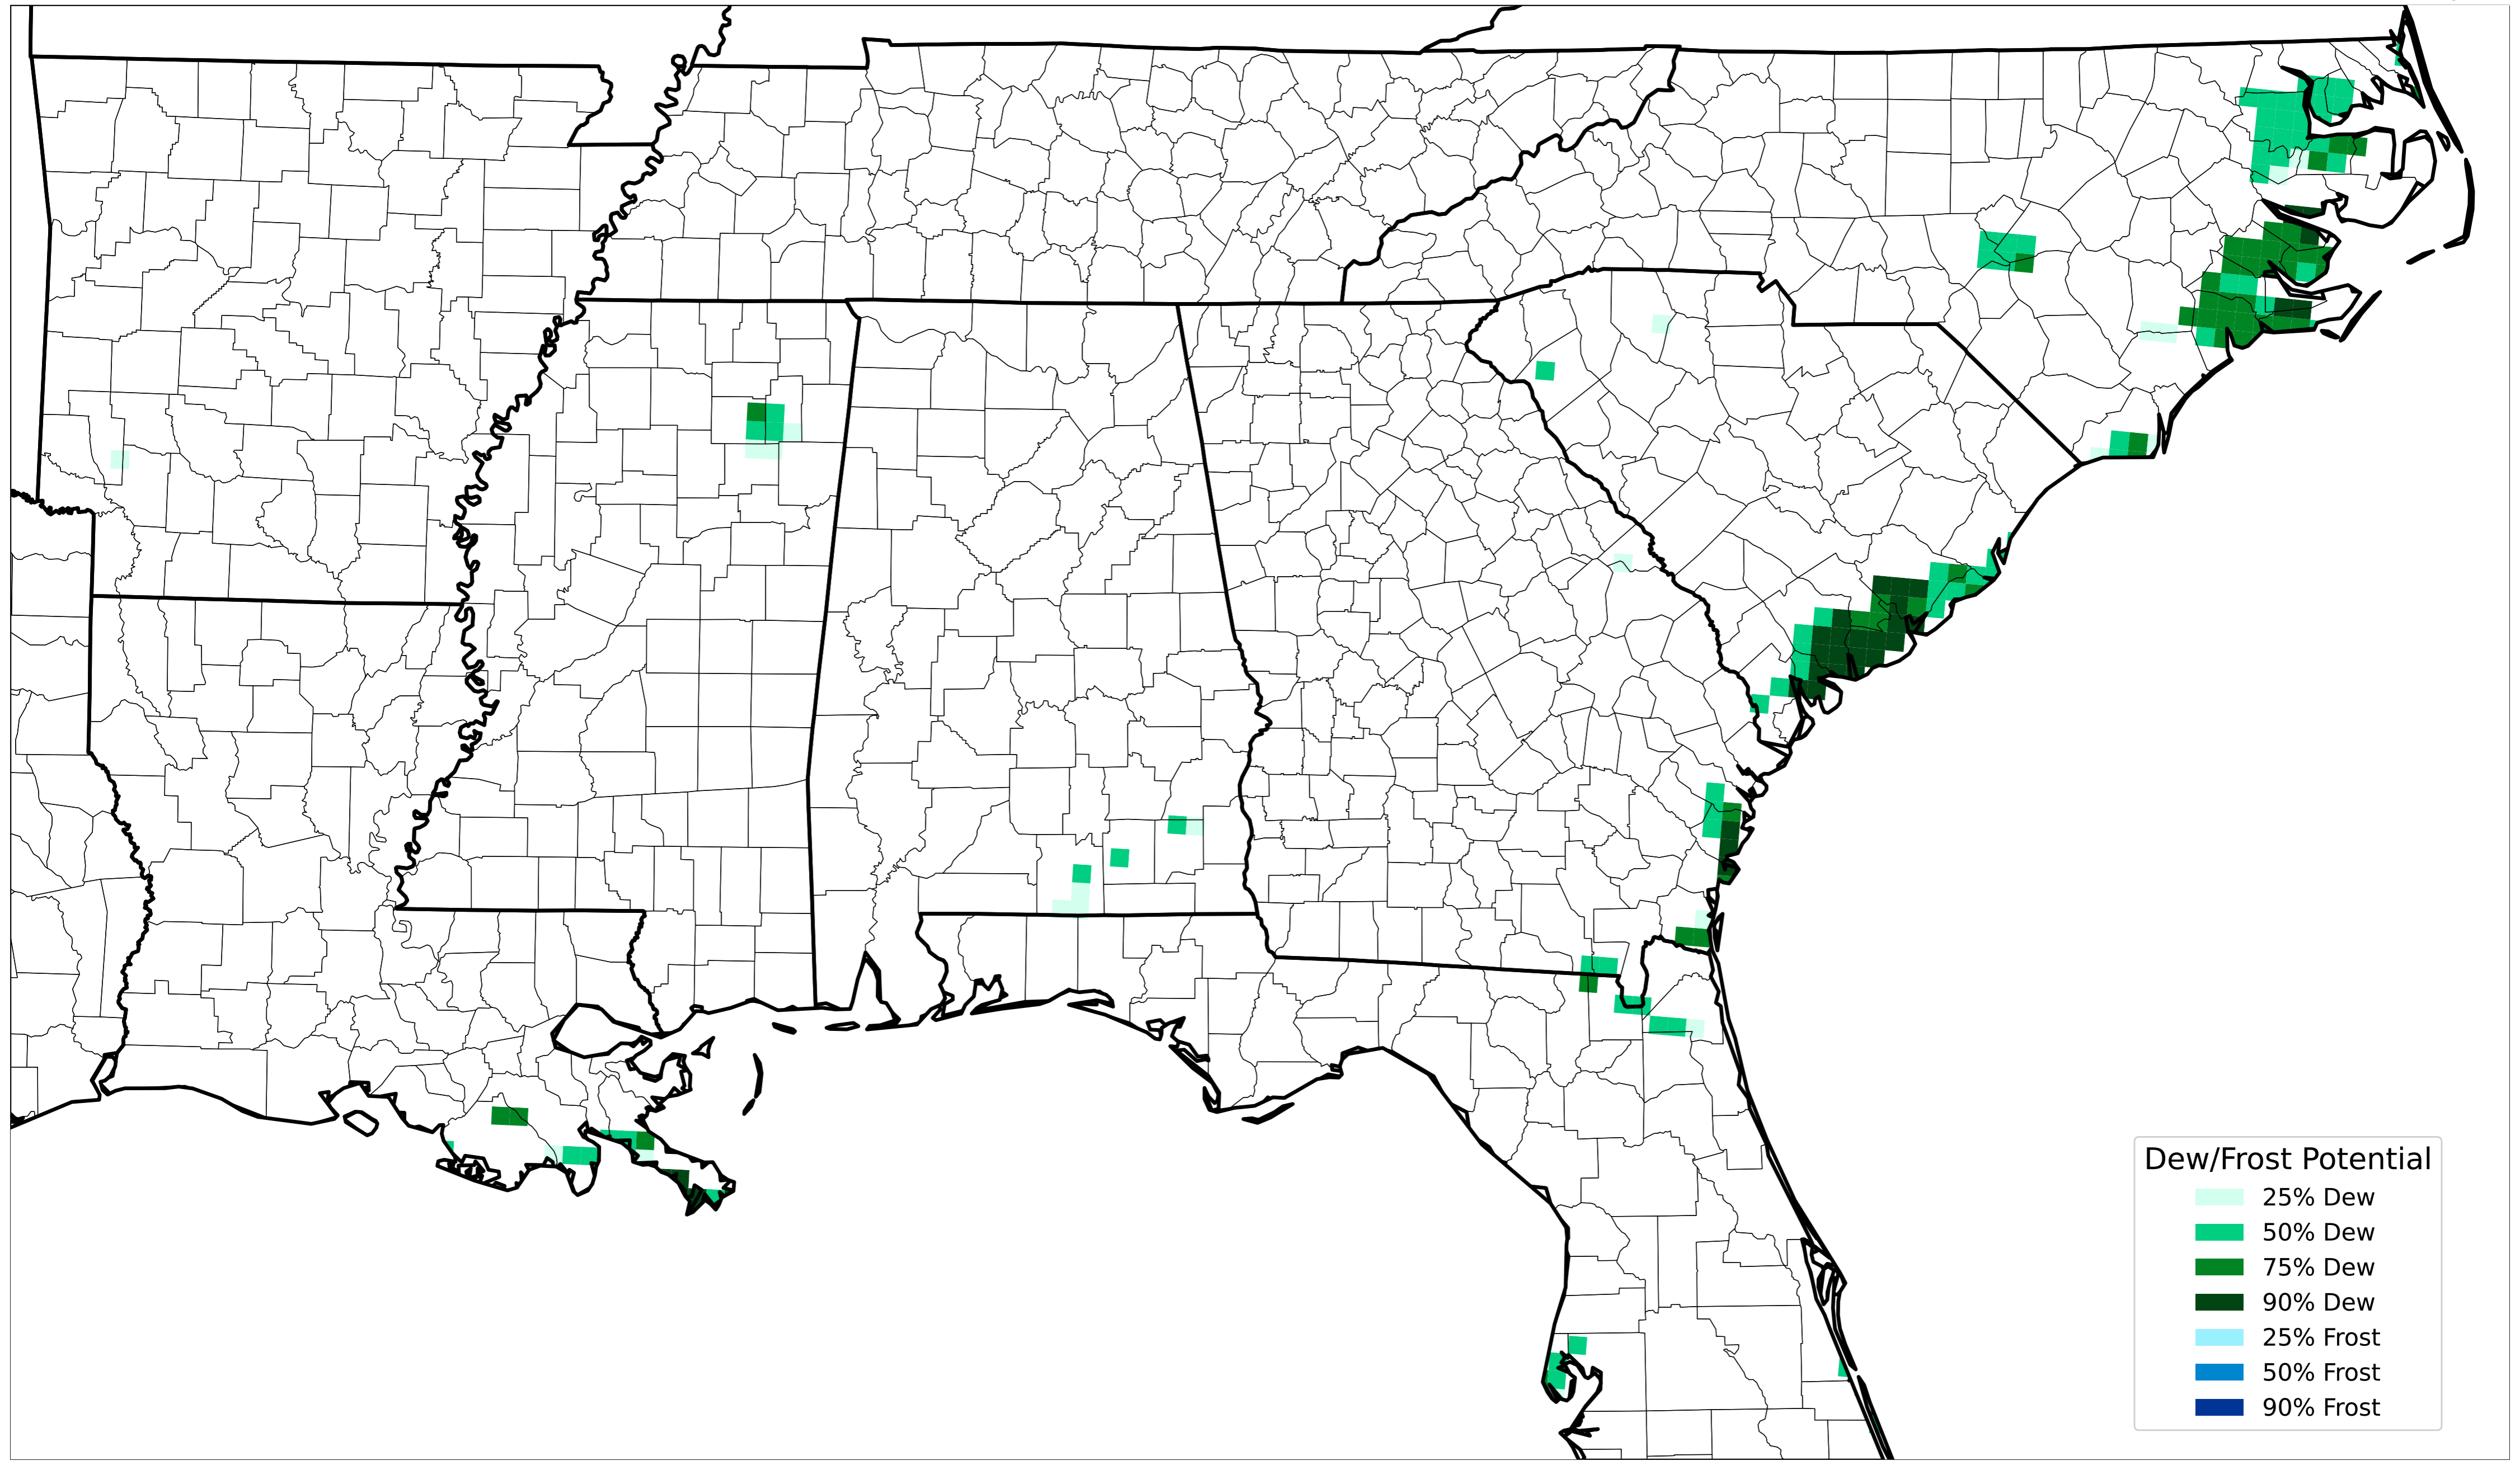 Dew/Frost Potential
25% Dew
50% Dew
75% Dew
90% Dew
25% Frost
50% Frost
90% Frost